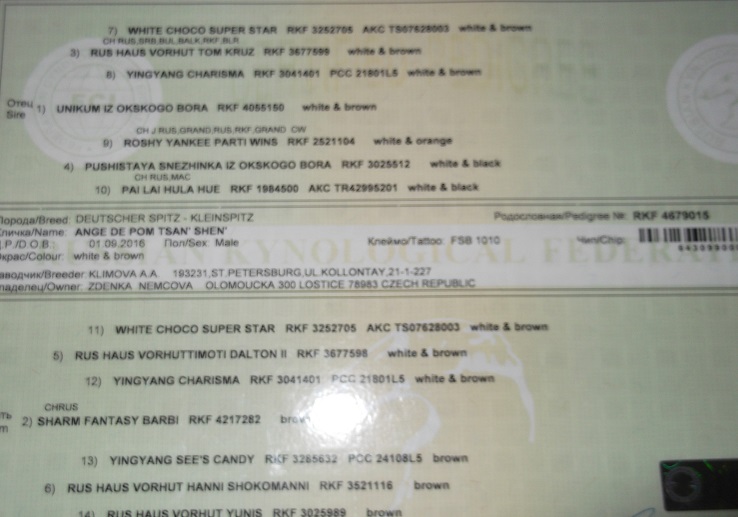 7) WHITE CHOCO SUPER STAR RKF 3252705 AKC TS07628003 white & brown
CH RUS,SRB,BUL,BALK,RKF,BLR
3) RUS HAUS VORHUT TOM KRUZ RKF 3677599 white & brown
8) YINGYANG CHARISMA RKF 3041401 PCC 21801L5 white & brown
Отец
Sire 1) UNIKUM IZ OKSKOGO BORA RKF 4055150 white & brown
CH J RUS,GRAND,RUS,RKF,GRAND CW
9) ROSHY YANKEE PARTI WINS RKF 2521104 white & orange
4) PUSHISTAYA SNEZHINKA IZ OKSKOGO BORA RKF 3025512 white & black
CH RUS,MAC
10) PAI LAI HULA HUE RKF 1984500 AKC TR42995201 white & black
Порода/Breed: DEUTSCHER SPITZ - KLEINSPITZ Родословная/Pedigree №: RKF 4679015
Кличка/Name: ANGE DE POM TSAN' SHEN'
Д.Р./D.O.B.: 01.09.2016 Пол/Sex: Male Клеймо/Tattoo: FSB 1010 Чип/Chip:
Окрас/Colour: white & brown
KYNOLOGICAL
Заводчик/Breeder: KLIMOVA A.A. 193231,ST.PETERSBURG,UL.KOLLONTAY,21-1-227
Владелец/Owner: ZDENKA NEMCOVA OLOMOUCKA 300 LOSTICE 78983 CZECH REPUBLIC
11) WHITE CHOCO SUPER STAR RKF 3252705 AKC TS07628003 white & brown
5) RUS HAUS VORHUTTIMOTI DALTON II RKF 3677598 white & brown
12) YINGYANG CHARISMA RKF 3041401 PCC 21801L5 white & brown
CHRUS
2) SHARM FANTASY BARBI RKF 4217282
13) YINGYANG SEE'S CANDY RKF 3265632 PCC 24108L5 brown
6) RUS HAUS VORHUT HANNI SHOKOMANNI RKF 3521116 brown
14) RUS HAUS VORHUT YUNIS RKF 3025989 brown